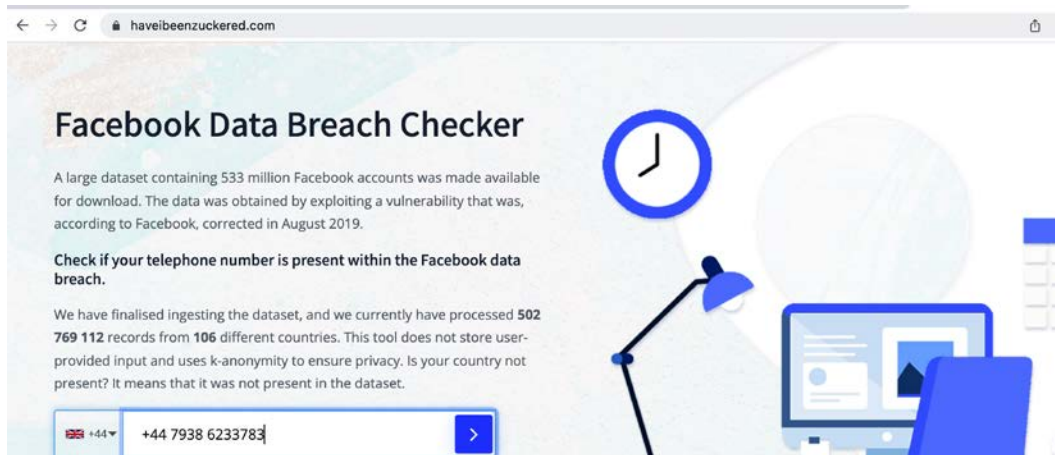 haveibeenzuckered.com
Facebook Data Breach Checker
A large dataset containing 533 million Facebook accounts was made available
for download. The data was obtained by exploiting a vulnerability that was,
according to Facebook, corrected in August 2019.
Check if your telephone number is present within the Facebook data
breach.
We have finalised ingesting the dataset, and we currently have processed 502
769 112 records from 106 different countries. This tool does not store user-
provided input and uses k-anonymity to ensure privacy. Is your country not
present? It means that it was not present in the dataset.
+44 +44 7938 6233783